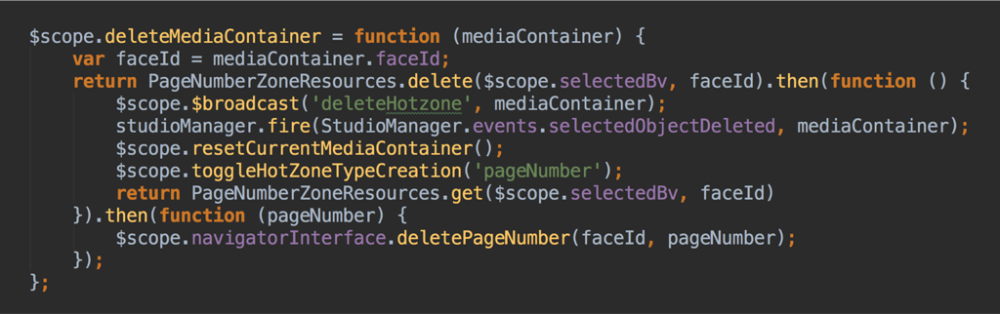 $scope.deleteMediaContainer = function (mediaContainer) {
    var faceId = mediaContainer.faceId;
    return PageNumberZoneResources.delete($scope.selectedBv, faceId).then(function () {
        $scope.$broadcast('deleteHotzone', mediaContainer);
        studioManager.fire(StudioManager.events.selectedObjectDeleted, mediaContainer);
        $scope.resetCurrentMediaContainer();
        $scope.toggleHotZoneTypeCreation('pageNumber');
        return PageNumberZoneResources.get($scope.selectedBv, faceId)
    }).then(function (pageNumber) {
        $scope.navigatorInterface.deletePageNumber(faceId, pageNumber);
    });
};